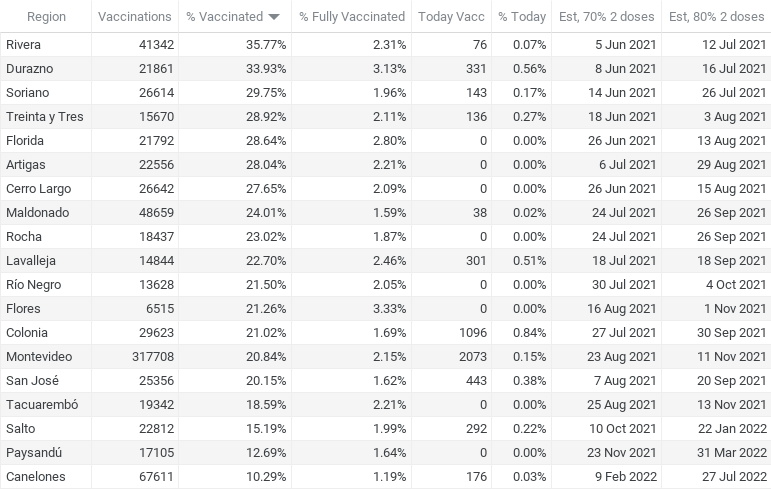 Region Vaccinations % Vaccinated % Fully Vaccinated Today Vacc % Today Est, 70% 2 doses Est, 80% 2 doses
Rivera 41342 35.77% 2.31% 76 0.07% 5 Jun 2021 12 Jul 2021
Durazno 21861 33.93% 3.13% 331 0.56% 8 Jun 2021 16 Jul 2021
Soriano 26614 29.75% 1.96% 143 0.17% 14 Jun 2021 26 Jul 2021
Treinta y Tres 15670 28.92% 2.11% 136 0.27% 18 Jun 2021 3 Aug 2021
Florida 21792 28.64% 2.80% 0 0.00% 26 Jun 2021 13 Aug 2021
Artigas 22556 28.04% 2.21% 0 0.00% 6 Jul 2021 29 Aug 2021
Cerro Largo 26642 27.65% 2.09% 0 0.00% 26 Jun 2021 15 Aug 2021
Maldonado 48659 24.01% 1.59% 38 0.02% 24 Jul 2021 26 Sep 2021
Rocha 18437 23.02% 1.87% 0 0.00% 24 Jul 2021 26 Sep 2021
Lavalleja 14844 22.70% 2.46% 301 0.51% 18 Jul 2021 18 Sep 2021
Río Negro 13628 21.50% 2.05% 0 0.00% 30 Jul 2021 4 Oct 2021
Flores 6515 21.26% 3.33% 0 0.00% 16 Aug 2021 1 Nov 2021
Colonia 29623 21.02% 1.69% 1096 0.84% 27 Jul 2021 30 Sep 2021
Montevideo 317708 20.84% 2.15% 2073 0.15% 23 Aug 2021 11 Nov 2021
San José 25356 20.15% 1.62% 443 0.38% 7 Aug 2021 20 Sep 2021
Tacuarembó 19342 18.59% 2.21% 0 0.00% 25 Aug 2021 13 Nov 2021
Salto 22812 15.19% 1.99% 292 0.22% 10 Oct 2021 22 Jan 2022
Paysandú 17105 12.69% 1.64% 0 0.00% 23 Nov 2021 31 Mar 2022
Canelones 67611 10.29% 1.19% 176 0.03% 9 Feb 2022 27 Jul 2022